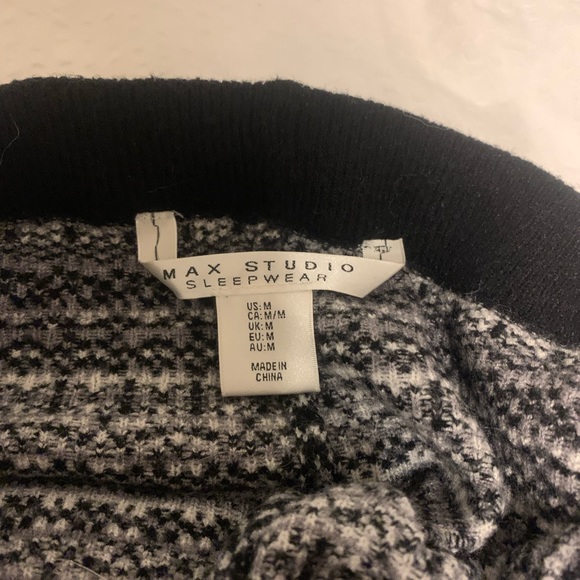 MAX STUDIO
SLEEPWEAR
US:M
CA:M/M
UK:M
EU:M
AU:M
MADE IN
CHINA